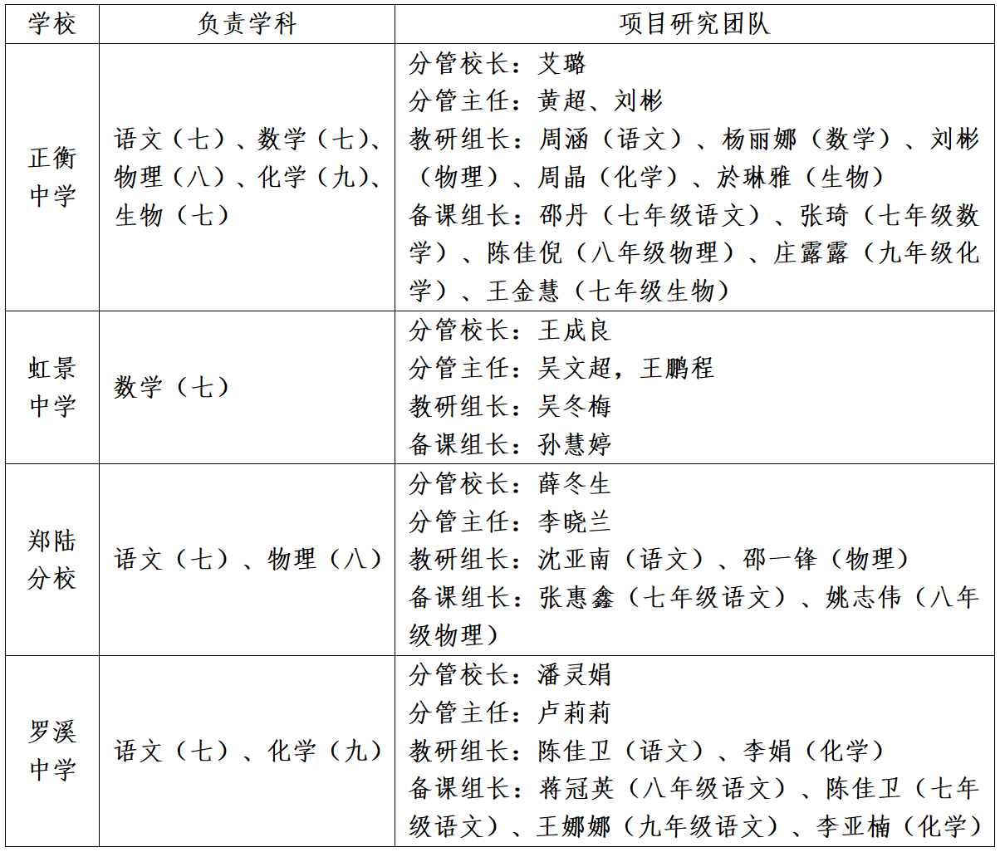 学校 负责学科 项目研究团队
正衡
中学
语文（七）、数学（七）、
物理（八）、化学（九）、
生物（七）
分管校长：艾璐
分管主任：黄超、刘彬
教研组长：周涵（语文）、杨丽娜（数学）、刘彬
（物理）、周晶（化学）、於琳雅（生物）
备课组长：邵丹（七年级语文）、张琦（七年级数
学）、陈佳倪（八年级物理）、庄露露（九年级化
学）、王金慧（七年级生物）
虹景
中学
数学（七）
分管校长：王成良
分管主任：吴文超，王鹏程
教研组长：吴冬梅
备课组长：孙慧婷
郑陆
分校
语文（七）、物理（八）
分管校长：薛冬生
分管主任：李晓兰
教研组长：沈亚南（语文）、邵一锋（物理）
备课组长：张惠鑫（七年级语文）、姚志伟（八年
级物理）
罗溪
中学
语文（七）、化学（九）
分管校长：潘灵娟
分管主任：卢莉莉
教研组长：陈佳卫（语文）、李娟（化学）
备课组长：蒋冠英（八年级语文）、陈佳卫（七年
级语文）、王娜娜（九年级语文）、李亚楠（化学）